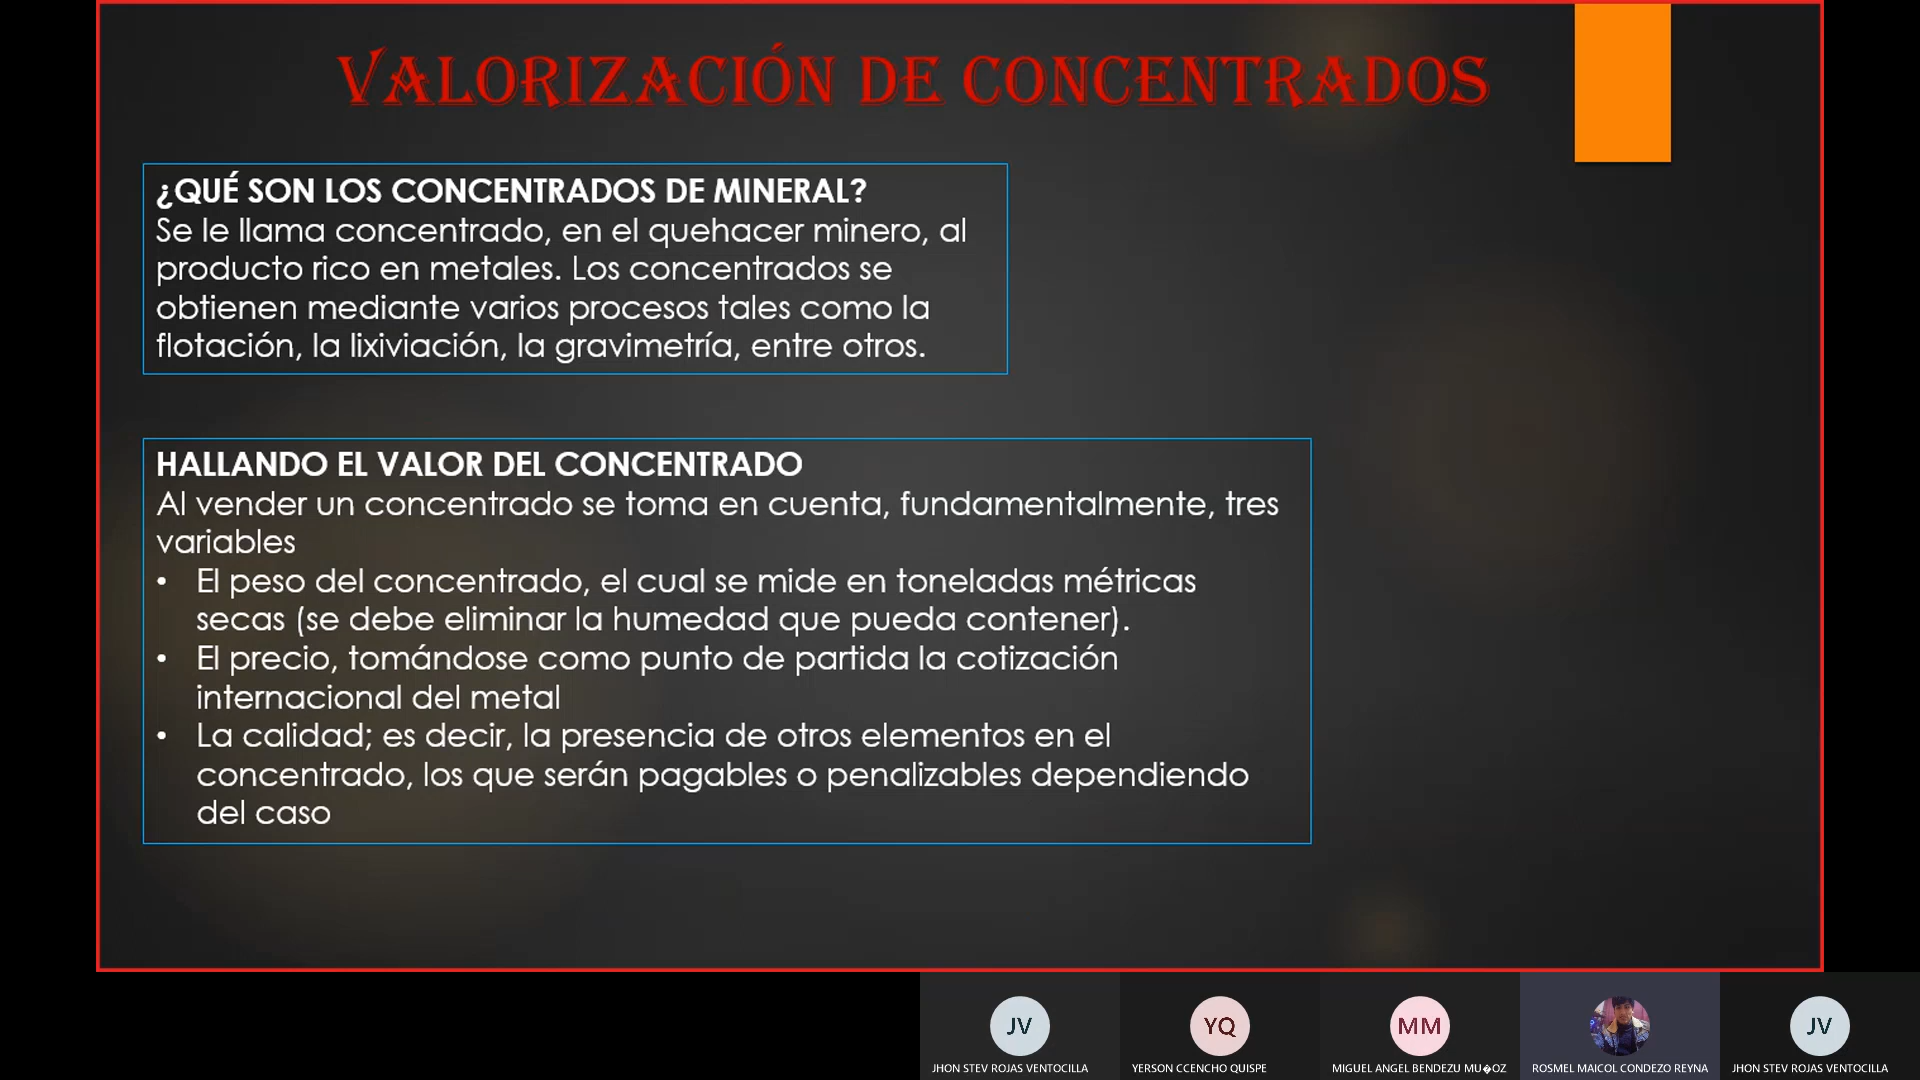 VALORIZACIÓN DE CONCENTRADOS
¿QUÉ SON LOS CONCENTRADOS DE MINERAL?
Se le llama concentrado, en el quehacer minero, al
producto rico en metales. Los concentrados se
obtienen mediante varios procesos tales como la
flotación, la lixiviación, la gravimetría, entre otros.
HALLANDO EL VALOR DEL CONCENTRADO
Al vender un concentrado se toma en cuenta, fundamentalmente, tres
variables
• El peso del concentrado, el cual se mide en toneladas métricas
secas (se debe eliminar la humedad que pueda contener).
• El precio, tomándose como punto de partida la cotización
internacional del metal
• La calidad; es decir, la presencia de otros elementos en el
concentrado, los que serán pagables o penalizables dependiendo
del caso
JV
YQ
MM
JV
JHON STEV ROJAS VENTOCILLA
YERSON CCENCHO QUISPE
MIGUEL ANGEL BENDEZU MU�OZ
ROSMEL MAICOL CONDEZO REYNA
JHON STEV ROJAS VENTOCILLA